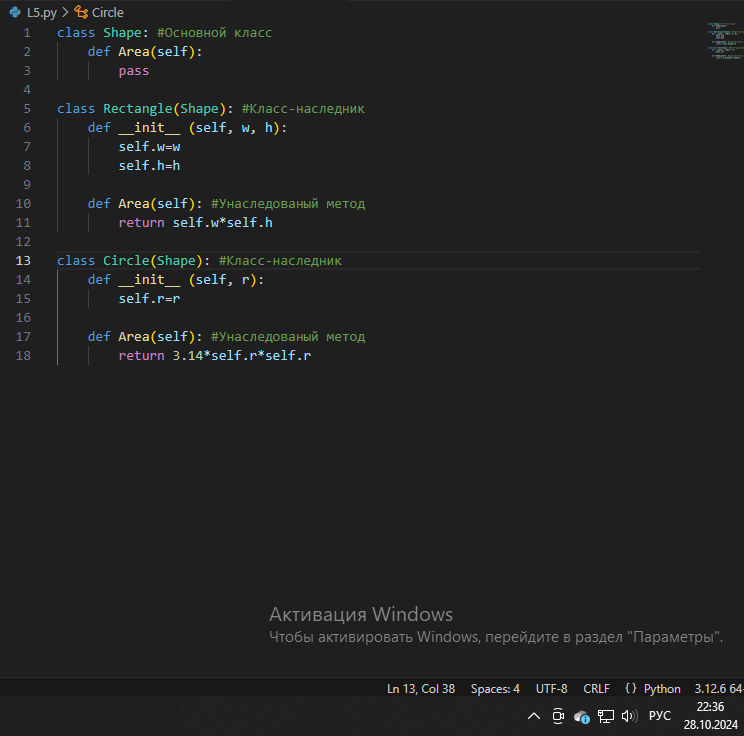 L5.py > Circle
1 class Shape: #Основной класс
2 def Area(self):
3 pass
4
5 class Rectangle(Shape): #Класс-наследник
6 def __init__ (self, w, h):
7 self.w=w
8 self.h=h
9
10 def Area(self): #Унаследованый метод
11 return self.w*self.h
12
13 class Circle(Shape): #Класс-наследник
14 def __init__ (self, r):
15 self.r=r
16
17 def Area(self): #Унаследованый метод
18 return 3.14*self.r*self.r
Активация Windows
Чтобы активировать Windows, перейдите в раздел "Параметры".
Ln 13, Col 38 Spaces: 4 UTF-8 CRLF {} Python 3.12.6 64-
РУС 22:36
28.10.2024